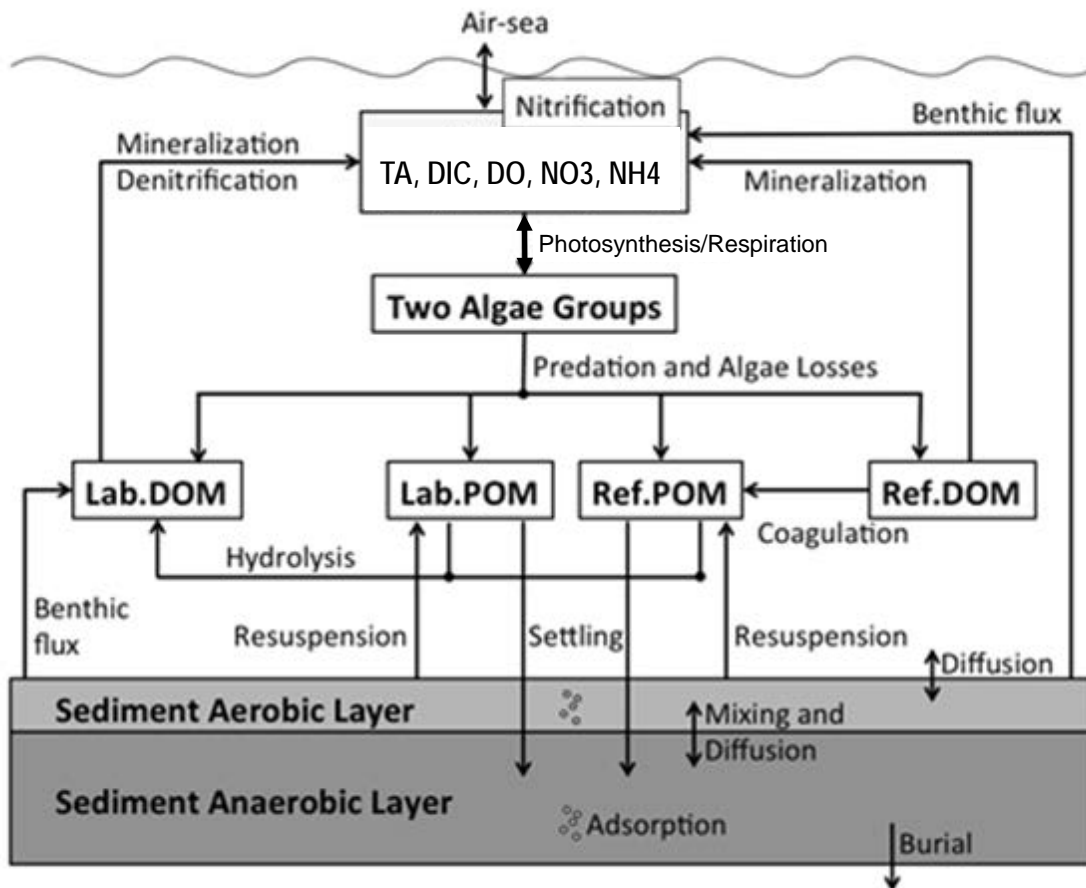 Air-sea
Nitrification
Benthic flux
Mineralization
Denitrification
TA, DIC, DO, NO3, NH4
Mineralization
Photosynthesis/Respiration
Two Algae Groups
Predation and Algae Losses
Lab.DOM
Lab.POM
Ref.POM
Ref.DOM
Coagulation
Hydrolysis
Benthic
flux
Resuspension
Settling
Resuspension
Diffusion
Sediment Aerobic Layer
Mixing and
Diffusion
Sediment Anaerobic Layer
Adsorption
Burial